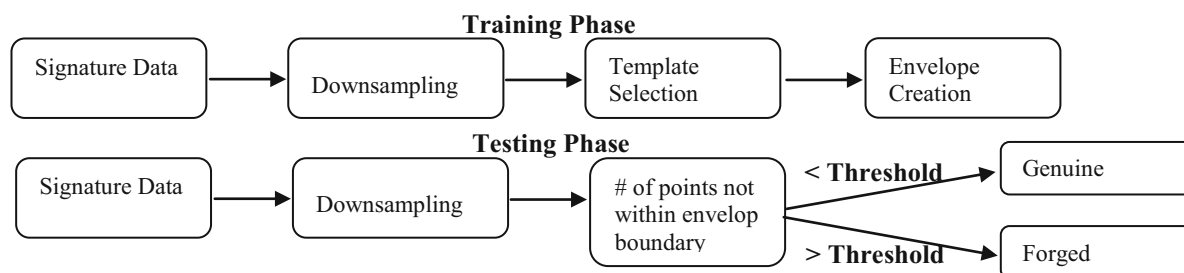 Training Phase
Signature Data
Downsampling
Template
Selection
Envelope
Creation
Testing Phase
Signature Data
Downsampling
# of points not
within envelop
boundary
< Threshold
Genuine
> Threshold
Forged